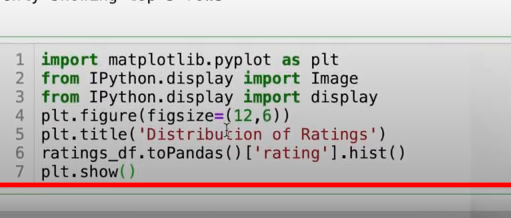 1 import matplotlib.pyplot as plt
2 from IPython.display import Image
3 from IPython.display import display
4 plt.figure(figsize=(12,6))
5 plt.title('Distribution of Ratings')
6 ratings_df.toPandas()['rating'].hist()
7 plt.show()